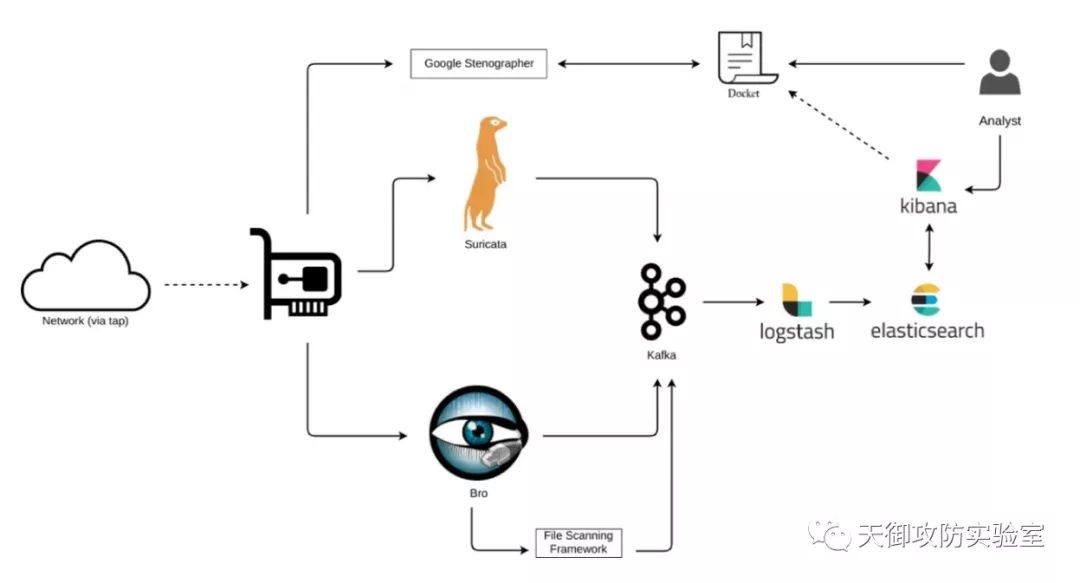 Google Stenographer
Docket
Analyst
Suricata
kibana
Network (via tap)
Kafka
logstash
elasticsearch
Bro
File Scanning
Framework
天御攻防实验室